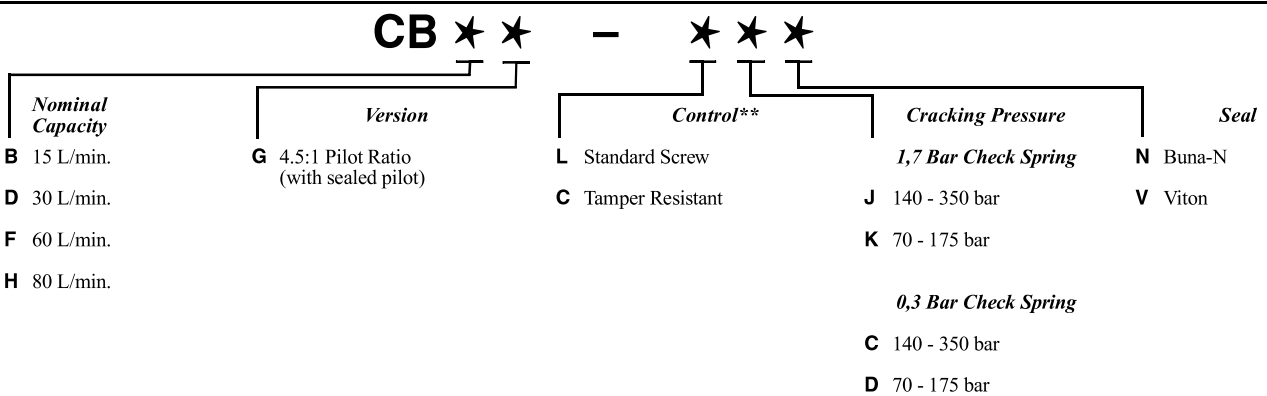 CB ★ ★ – ★ ★ ★
Nominal
Capacity
B 15 L/min.
D 30 L/min.
F 60 L/min.
H 80 L/min.
Version
G 4.5:1 Pilot Ratio
(with sealed pilot)
Control**
L Standard Screw
C Tamper Resistant
Cracking Pressure
1,7 Bar Check Spring
J 140 - 350 bar
K 70 - 175 bar
0,3 Bar Check Spring
C 140 - 350 bar
D 70 - 175 bar
Seal
N Buna-N
V Viton